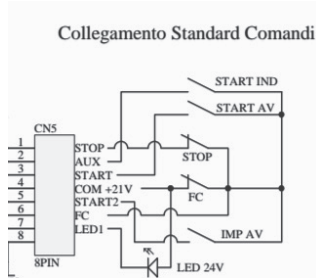 Collegamento Standard Comandi
START IND
START AV
CN5
1 STOP
2 AUX
STOP
3 START
4 COM +21V
5 START2
FC
6 FC
7 LED1
8
IMP AV
8PIN
LED 24V